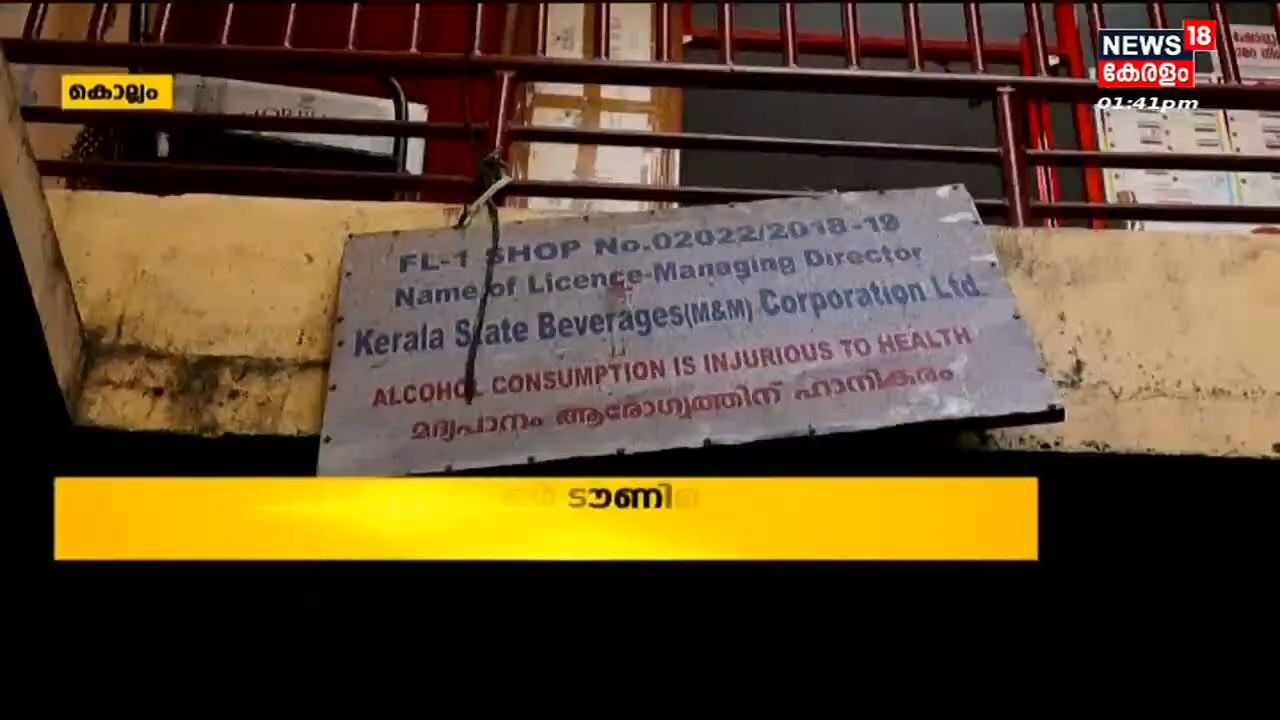 NEWS 18
കേരളം
01:41pm
കൊല്ലം
FL-1 SHOP No.02022/2018-19
Name of Licence-Managing Director
Kerala State Beverages(M&M) Corporation Ltd.
ALCOHOL CONSUMPTION IS INJURIOUS TO HEALTH
മദ്യപാനം ആരോഗ്യത്തിന് ഹാനികരം